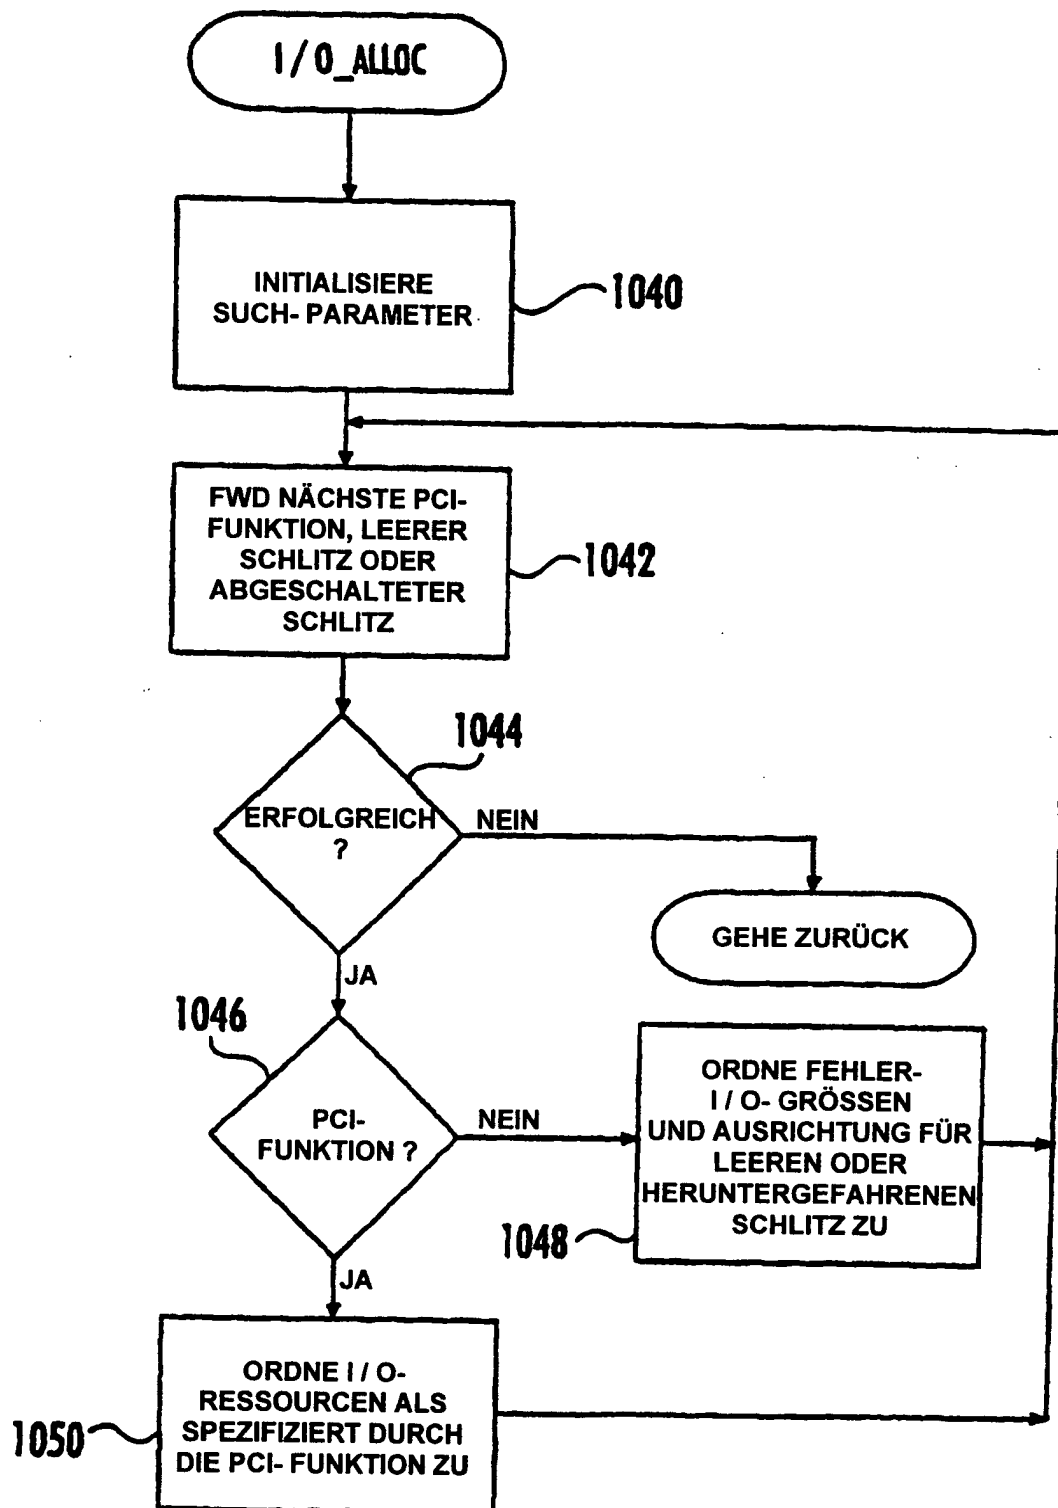 I / O_ALLOC
INITIALISIERE
SUCH- PARAMETER
1040
FWD NÄCHSTE PCI-
FUNKTION, LEERER
SCHLITZ ODER
ABGESCHALTETER
SCHLITZ
1042
1044
ERFOLGREICH
?
NEIN
GEHE ZURÜCK
JA
1046
PCI-
FUNKTION ?
NEIN
ORDNE FEHLER-
I / O- GRÖSSEN
UND AUSRICHTUNG FÜR
LEEREN ODER
HERUNTERGEFAHRENEN
SCHLITZ ZU
1048
JA
ORDNE I / O-
RESSOURCEN ALS
SPEZIFIZIERT DURCH
DIE PCI- FUNKTION ZU
1050